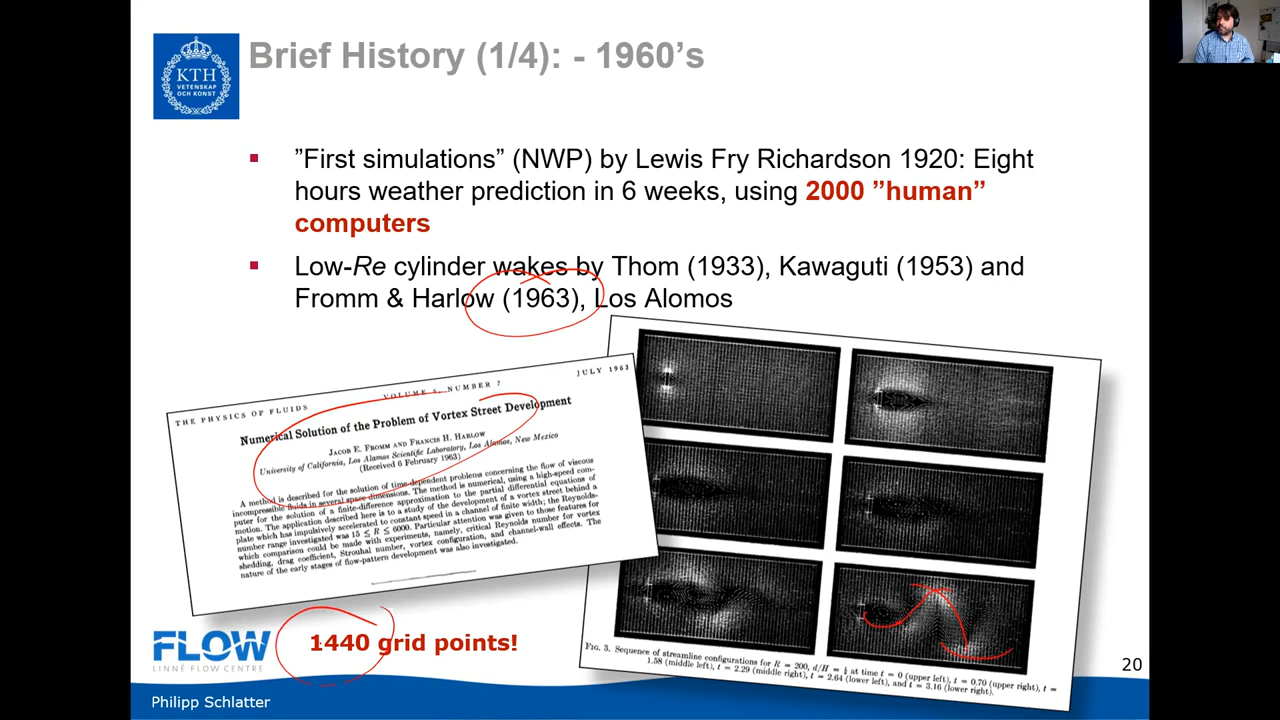 KTH
VETENSKAP
OCH KONST
Brief History (1/4): - 1960’s
”First simulations” (NWP) by Lewis Fry Richardson 1920: Eight
hours weather prediction in 6 weeks, using 2000 ”human”
computers
Low-Re cylinder wakes by Thom (1933), Kawaguti (1953) and
Fromm & Harlow (1963), Los Alomos
THE PHYSICS OF FLUIDS VOLUME 6, NUMBER 7 JULY 1963
Numerical Solution of the Problem of Vortex Street Development
JACOB E. FROMM AND FRANCIS H. HARLOW
University of California, Los Alamos Scientific Laboratory, Los Alamos, New Mexico
(Received 6 February 1963)
A method is described for the solution of time-dependent problems concerning the flow of viscous
incompressible fluids in several space dimensions. The method is numerical, using a high-speed com-
puter for the solution of a finite-difference approximation to the partial differential equations of
motion. The application described here is to a study of the development of a vortex street behind a
plate which has impulsively accelerated to constant speed in a channel of finite width; the Reynolds-
number range investigated was 15 ≤ R ≤ 6000. Particular attention was given to those features for
which comparison could be made with experiments, namely, critical Reynolds number for vortex
shedding, drag coefficient, Strouhal number, vortex configuration, and channel-wall effects. The
nature of the early stages of flow-pattern development was also investigated.
FIG. 3. Sequence of streamline configurations for R = 200, d/H = ⅙ at time t = 0 (upper left), t = 0.70 (upper right), t =
1.58 (middle left), t = 2.29 (middle right), t = 2.64 (lower left), and t = 3.16 (lower right).
1440 grid points!
FLOW
LINNÉ FLOW CENTRE
20
Philipp Schlatter